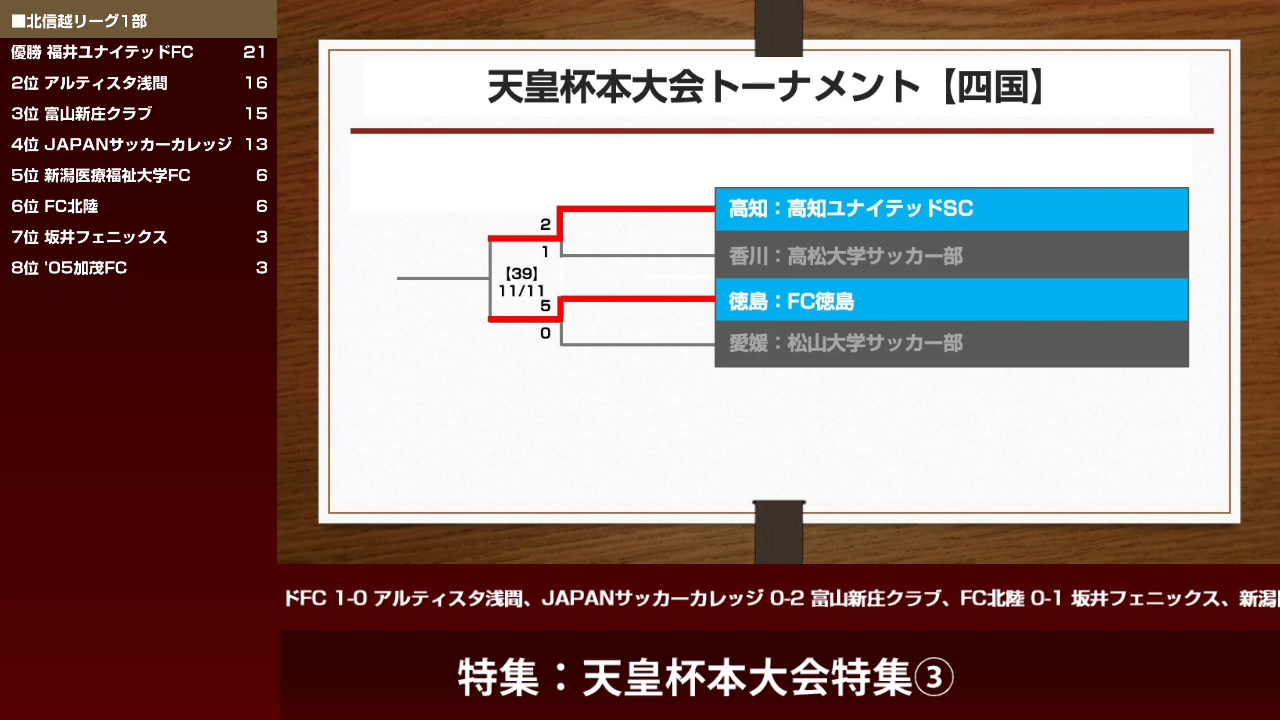 ■北信越リーグ1部
優勝 福井ユナイテッドFC 21
2位 アルティスタ浅間 16
3位 富山新庄クラブ 15
4位 JAPANサッカーカレッジ 13
5位 新潟医療福祉大学FC 6
6位 FC北陸 6
7位 坂井フェニックス 3
8位 '05加茂FC 3
天皇杯本大会トーナメント【四国】
高知：高知ユナイテッドSC
2
1
香川：高松大学サッカー部
【39】
11/11
徳島：FC徳島
5
0
愛媛：松山大学サッカー部
ドFC 1-0 アルティスタ浅間、JAPANサッカーカレッジ 0-2 富山新庄クラブ、FC北陸 0-1 坂井フェニックス、新潟
特集：天皇杯本大会特集③